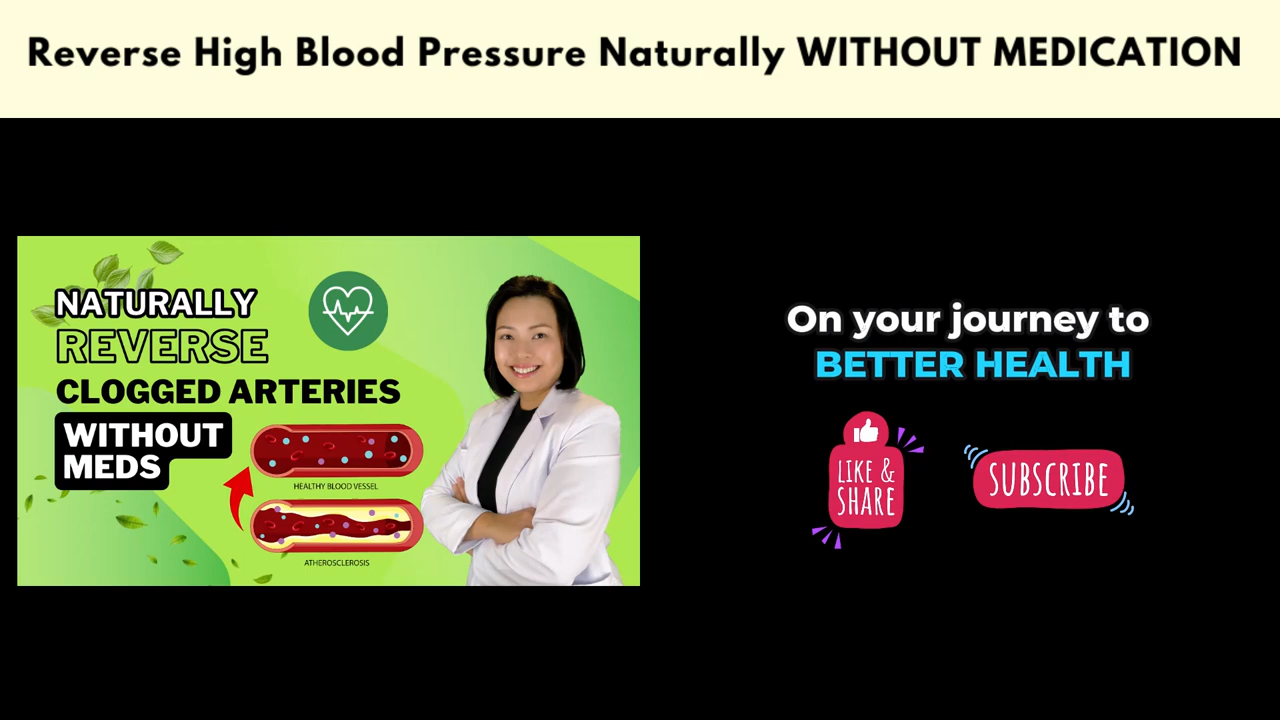 Reverse High Blood Pressure Naturally WITHOUT MEDICATION
NATURALLY
REVERSE
CLOGGED ARTERIES
WITHOUT
MEDS
HEALTHY BLOOD VESSEL
ATHEROSCLEROSIS
On your journey to
BETTER HEALTH
LIKE &
SHARE
SUBSCRIBE